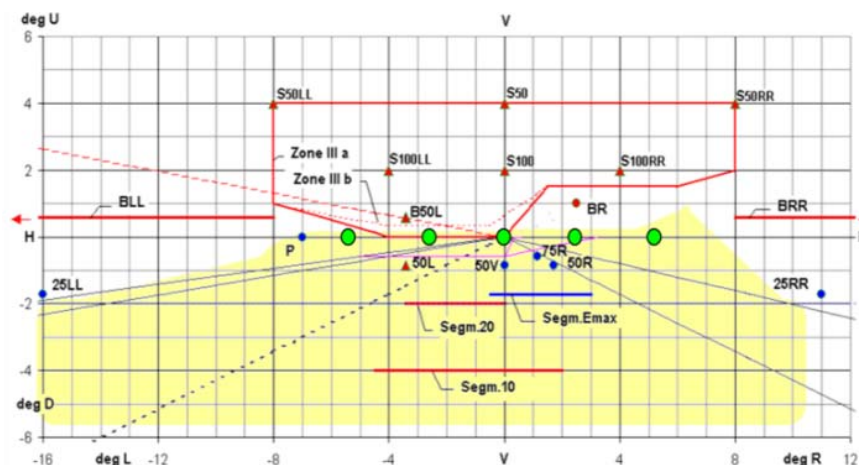 deg U
V
6
4
S50LL
S50
S50RR
Zone III a
2
S100LL
S100
S100RR
Zone III b
BLL
B50L
BR
BRR
H
P
75R
25LL
50L
50V
50R
25RR
-2
Segm.20
Segm.Emax
-4
Segm.10
deg D
-6
-16
deg L
-12
-8
-4
V
4
deg R
8
12